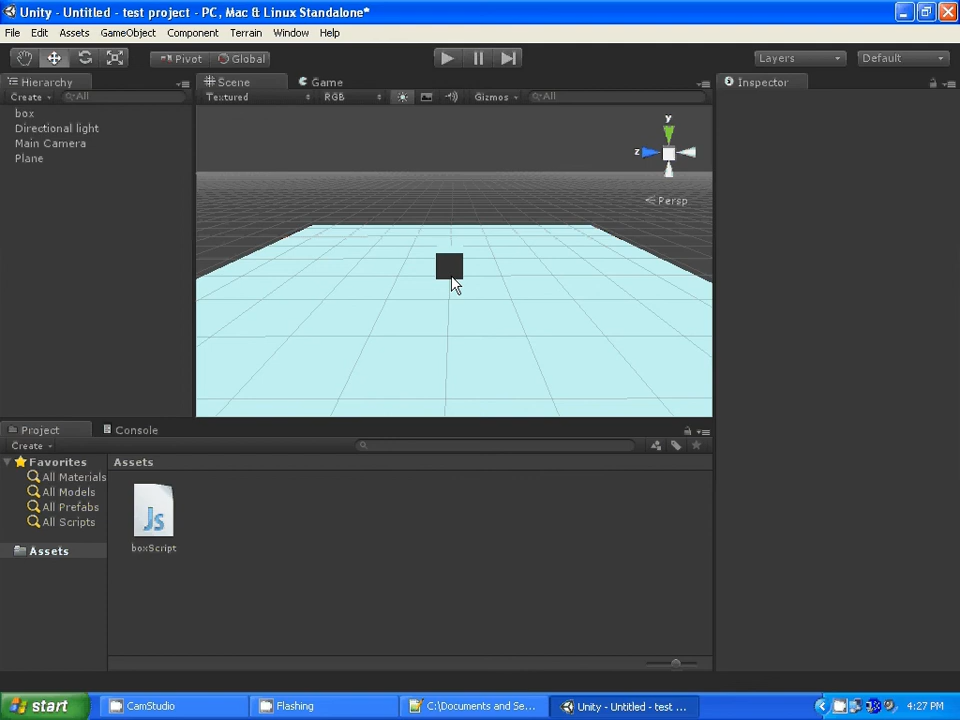 Unity - Untitled - test project - PC, Mac & Linux Standalone*
File Edit Assets GameObject Component Terrain Window Help
Pivot Global Layers Default
Hierarchy Scene Game Inspector
Create All Textured RGB Gizmos All
box
Directional light
Main Camera
Plane
y
z
Persp
Project Console
Create
Favorites Assets
All Materials
All Models
All Prefabs
All Scripts
Assets
Js
boxScript
start CamStudio Flashing C:\Documents and Se... Unity - Untitled - test ... 4:27 PM